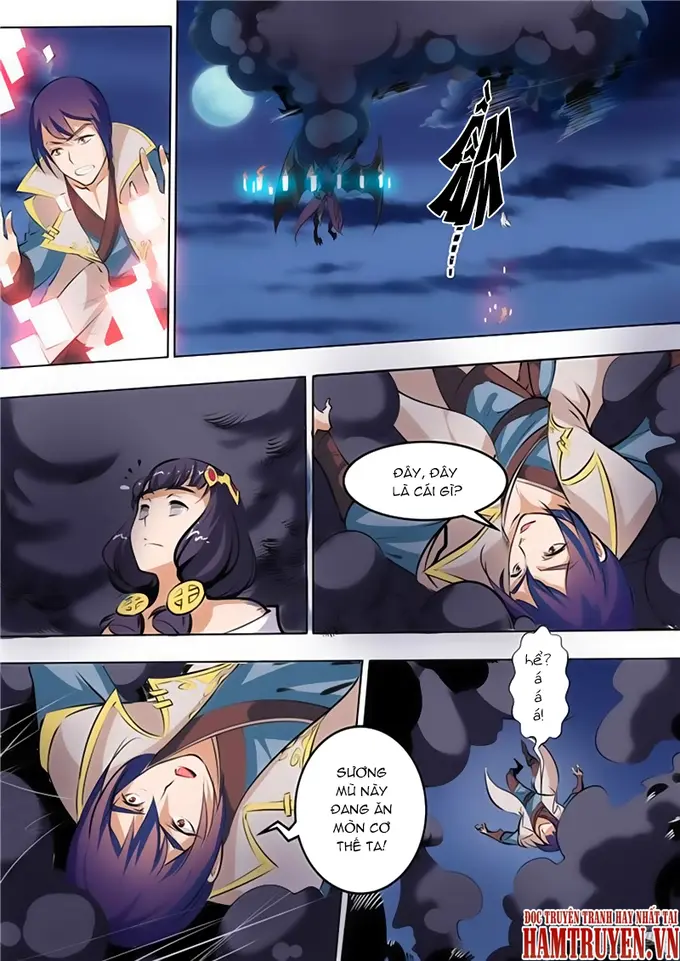 ẦM
ẦM
ĐÂY, ĐÂY
LÀ CÁI GÌ?
HỂ?
Á
Á
Á!
SƯƠNG
MÙ NÀY
ĐANG ĂN
MÒN CƠ
THỂ TA!
ĐỌC TRUYỆN TRANH HAY NHẤT TẠI
HAMTRUYEN.VN